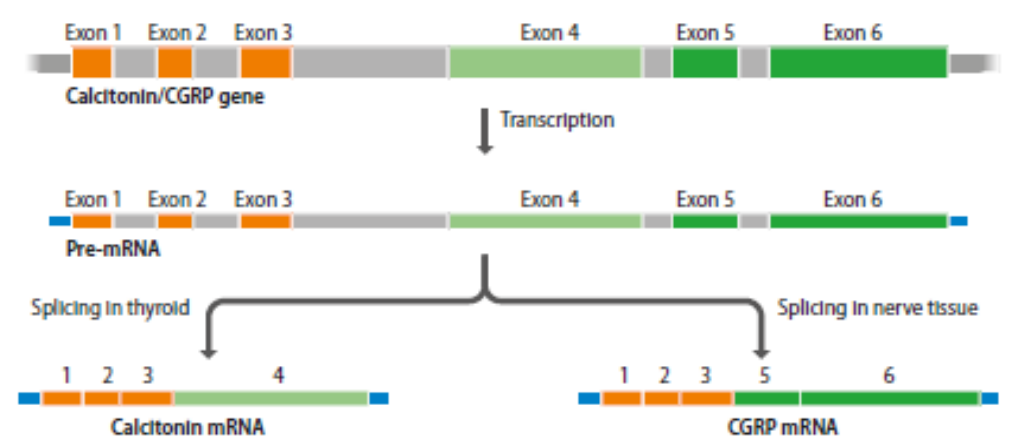 Exon 1 Exon 2 Exon 3 Exon 4 Exon 5 Exon 6
Calcitonin/CGRP gene
Transcription
Exon 1 Exon 2 Exon 3 Exon 4 Exon 5 Exon 6
Pre-mRNA
Splicing in thyroid Splicing in nerve tissue
1 2 3 4 1 2 3 5 6
Calcitonin mRNA CGRP mRNA